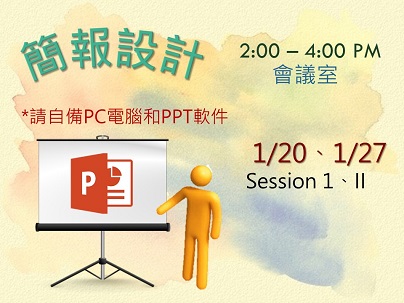 簡報設計
2:00 – 4:00 PM
會議室
*請自備PC電腦和PPT軟件
1/20、1/27
Session 1、II
P